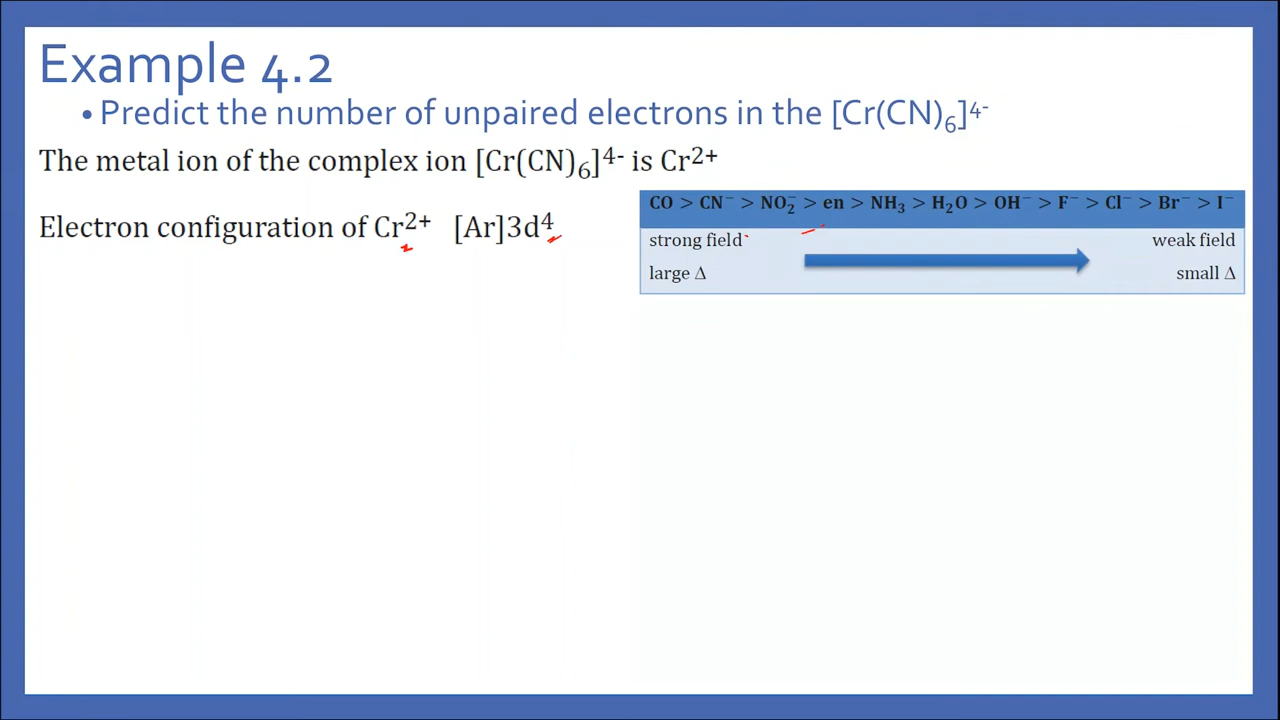 Example 4.2
• Predict the number of unpaired electrons in the [Cr(CN)₆]⁴⁻
The metal ion of the complex ion [Cr(CN)₆]⁴⁻ is Cr²⁺
Electron configuration of Cr²⁺ [Ar]3d⁴
CO > CN⁻ > NO₂⁻ > en > NH₃ > H₂O > OH⁻ > F⁻ > Cl⁻ > Br⁻ > I⁻
strong field weak field
large Δ small Δ